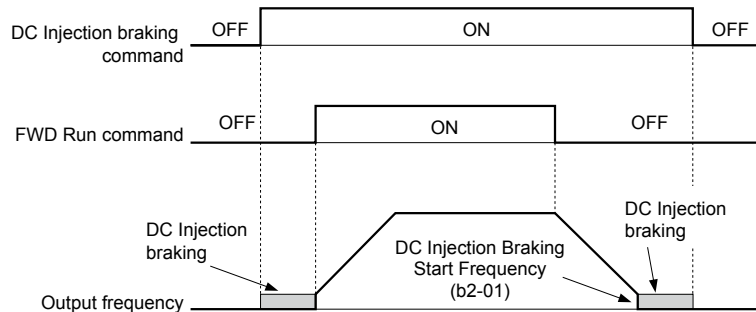 DC Injection braking
command
OFF
ON
OFF
FWD Run command
OFF
ON
OFF
DC Injection
braking
DC Injection Braking
Start Frequency
(b2-01)
DC Injection
braking
Output frequency